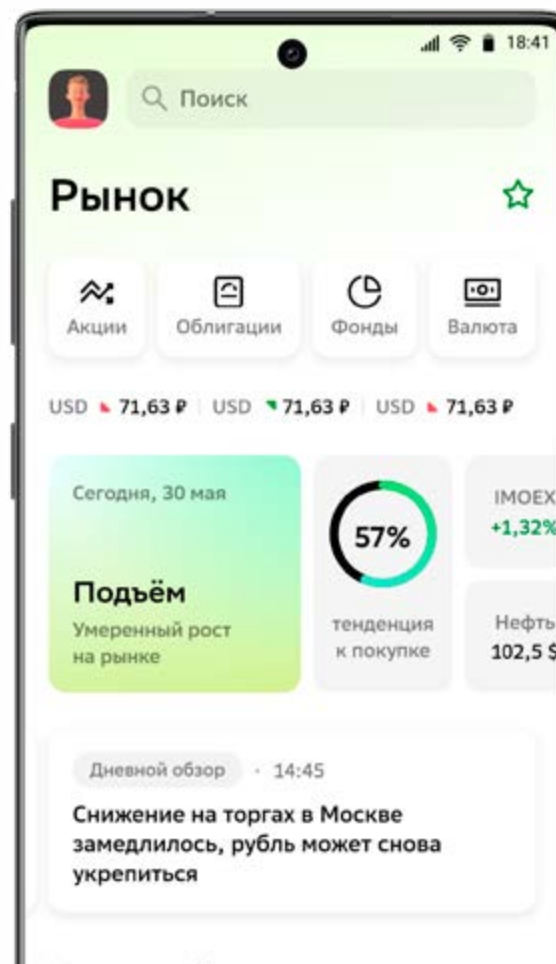 18:41
Поиск
Рынок
Акции
Облигации
Фонды
Валюта
USD 71,63 ₽ USD 71,63 ₽ USD 71,63 ₽
Сегодня, 30 мая
Подъём
Умеренный рост
на рынке
57%
тенденция
к покупке
IMOEX
+1,32%
Нефть
102,5 $
Дневной обзор · 14:45
Снижение на торгах в Москве
замедлилось, рубль может снова
укрепиться